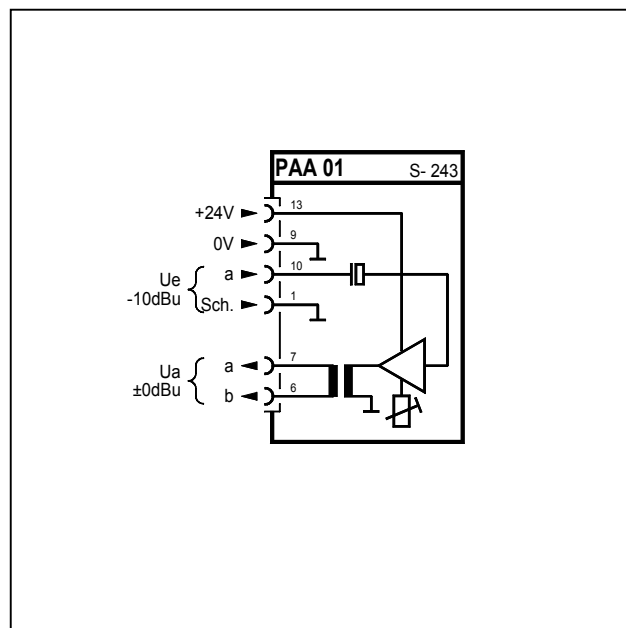 PAA 01 S- 243
+24V 13
0V 9
Ue a 10
-10dBu Sch. 1
Ua a 7
±0dBu b 6